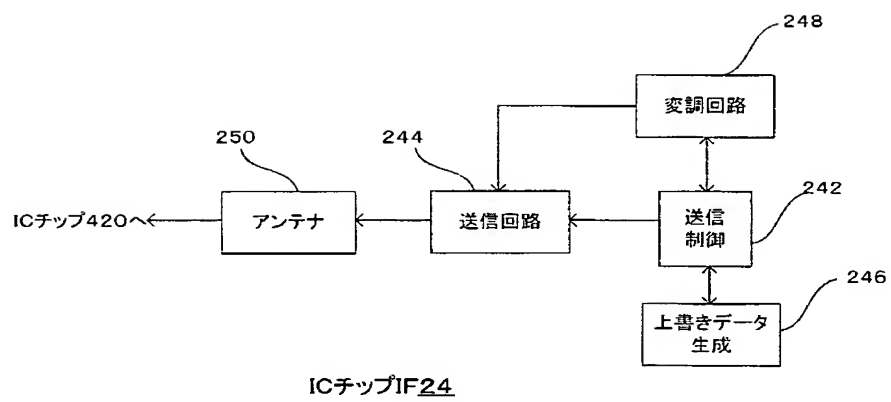 248
変調回路
250
244
242
ICチップ420へ
アンテナ
送信回路
送信
制御
246
上書きデータ
生成
ICチップIF24